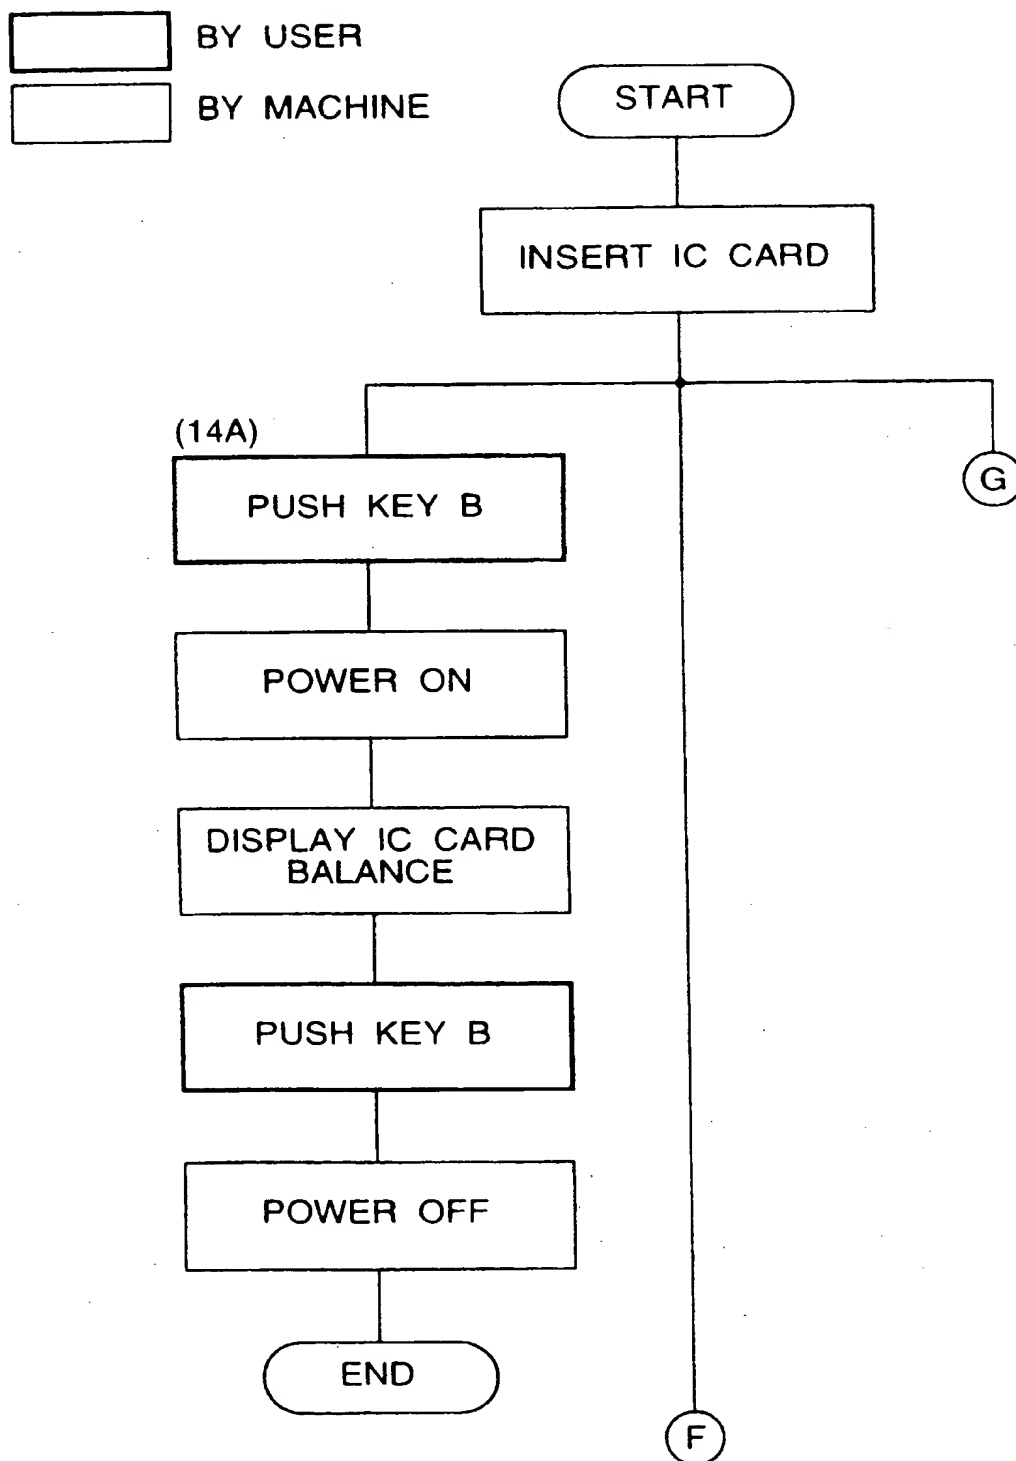 BY USER
BY MACHINE
START
INSERT IC CARD
(14A)
PUSH KEY B
G
POWER ON
DISPLAY IC CARD
BALANCE
PUSH KEY B
POWER OFF
END
F